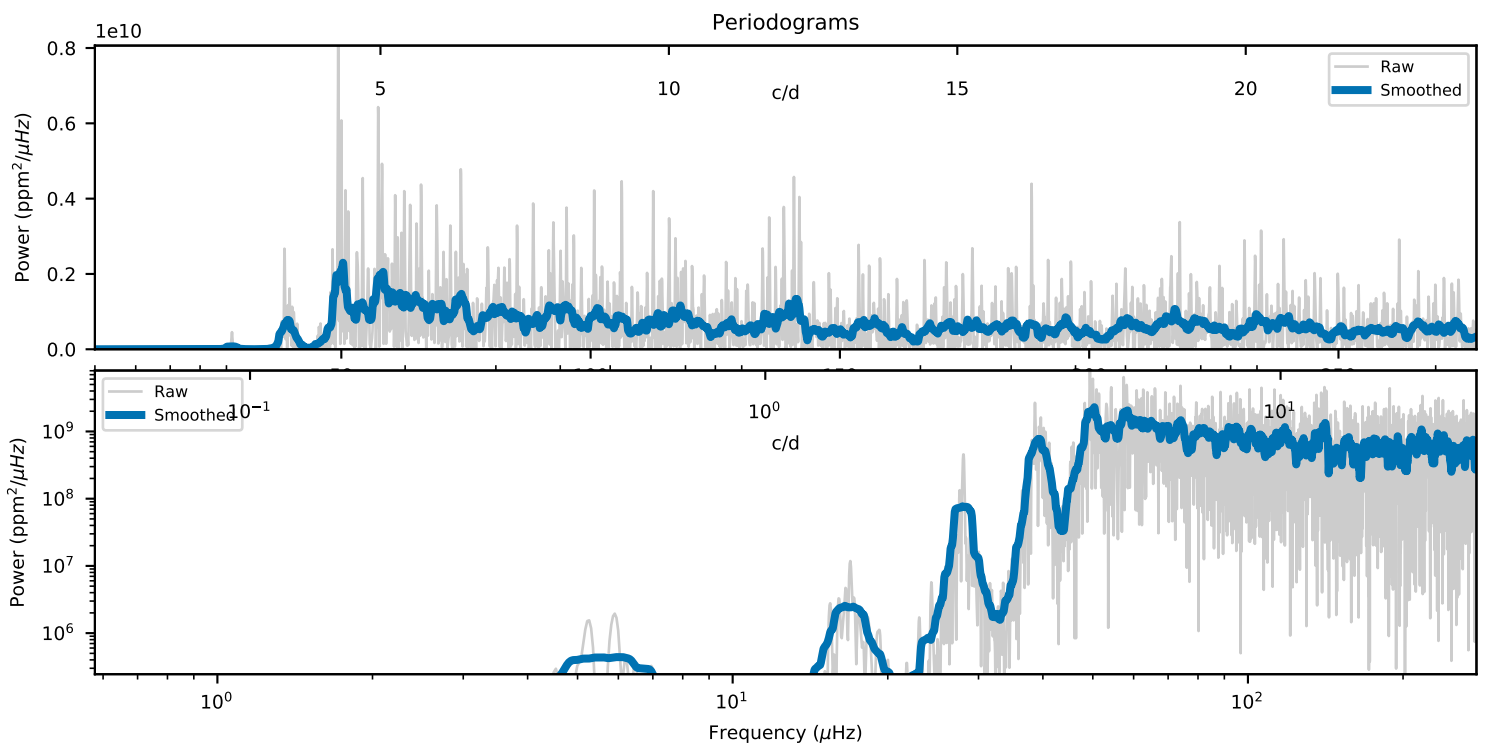 Periodograms
1e10
0.8
0.6
0.4
0.2
0.0
Power (ppm²/μHz)
5 10 15 20
c/d
Raw
Smoothed
Raw
Smoothed
10⁻¹ 10⁰ 10¹
c/d
10⁹
10⁸
10⁷
10⁶
Power (ppm²/μHz)
10⁰ 10¹ 10²
Frequency (μHz)